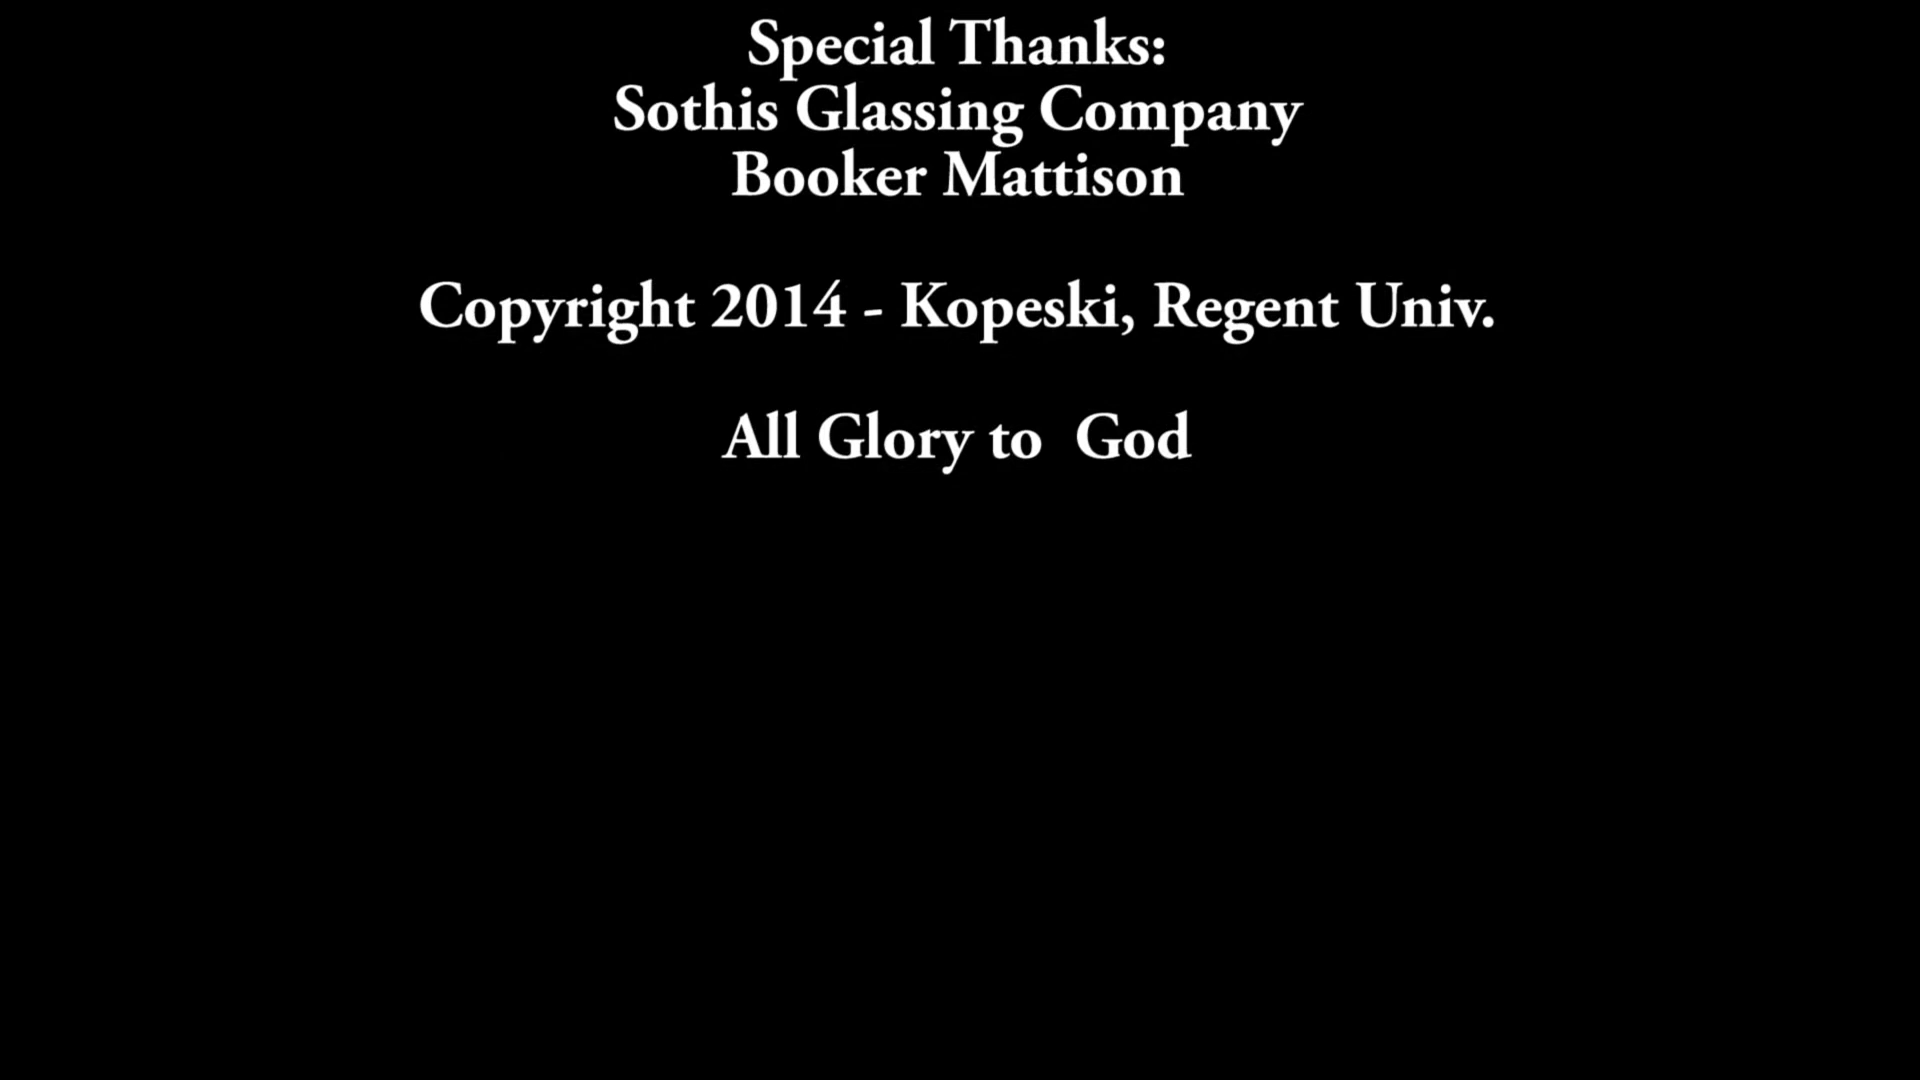 Special Thanks:
Sothis Glassing Company
Booker Mattison
Copyright 2014 - Kopeski, Regent Univ.
All Glory to  God